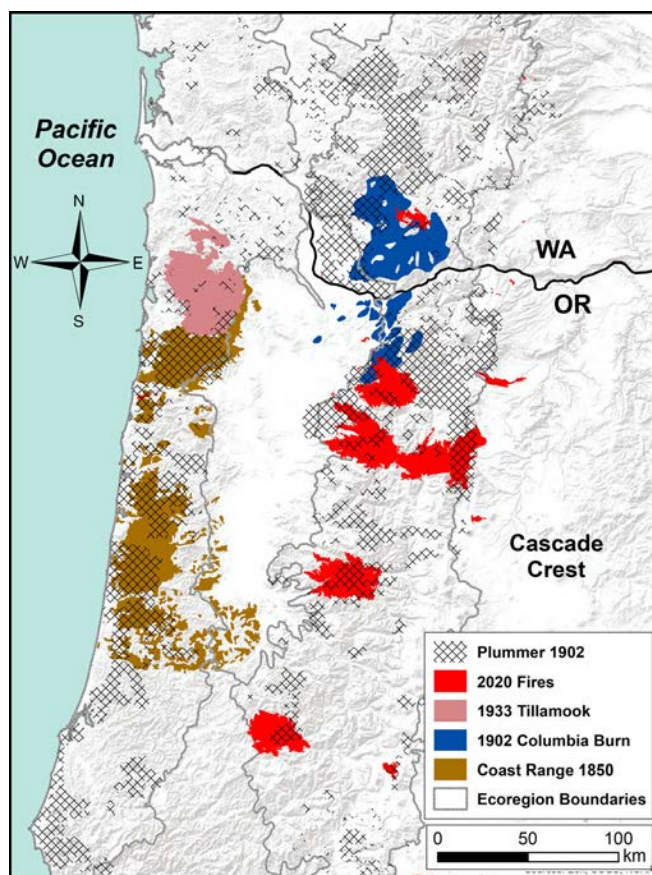 Pacific
Ocean
N
W
E
S
WA
OR
Cascade
Crest
Plummer 1902
2020 Fires
1933 Tillamook
1902 Columbia Burn
Coast Range 1850
Ecoregion Boundaries
0 50 100
km